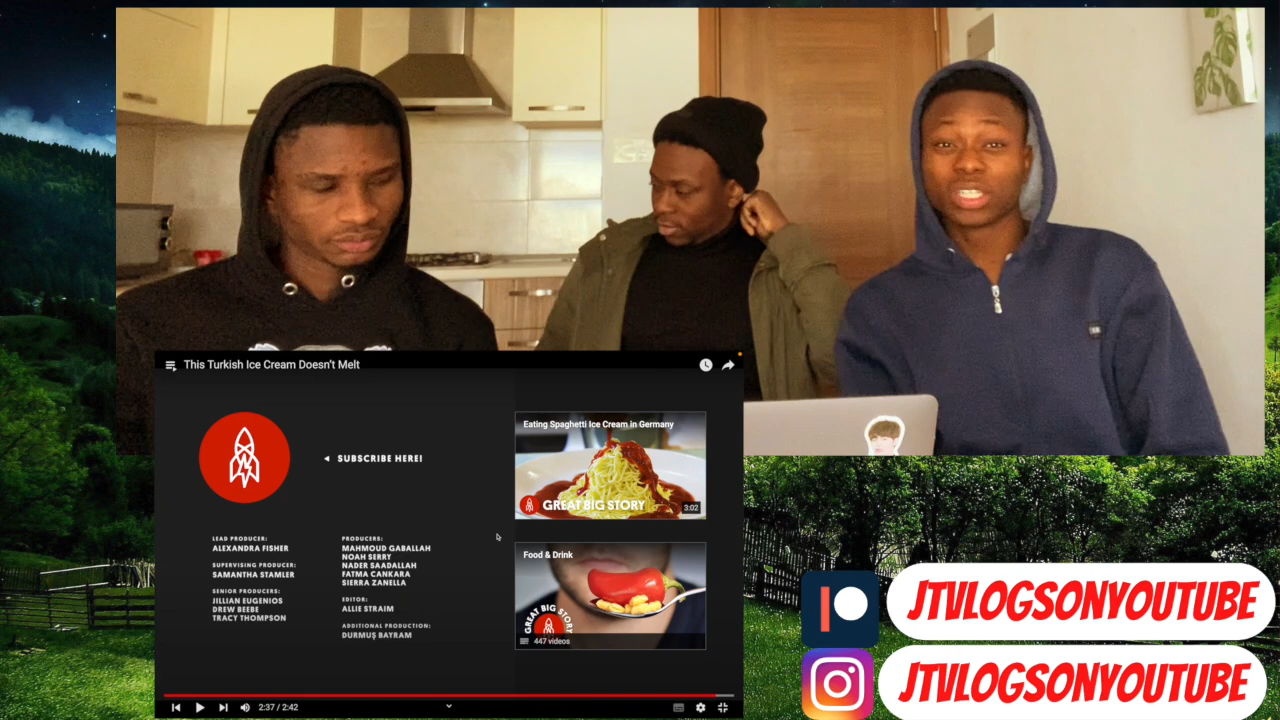 This Turkish Ice Cream Doesn't Melt
SUBSCRIBE HERE!
LEAD PRODUCER:
ALEXANDRA FISHER
SUPERVISING PRODUCER:
SAMANTHA STAMLER
SENIOR PRODUCERS:
JILLIAN EUGENIOS
DREW BEEBE
TRACY THOMPSON
PRODUCERS:
MAHMOUD GABALLAH
NOAH SERRY
NADER SAADALLAH
FATMA CANKARA
SIERRA ZANELLA
EDITOR:
ALLIE STRAIM
ADDITIONAL PRODUCTION:
DURMUŞ BAYRAM
Eating Spaghetti Ice Cream in Germany
GREAT BIG STORY
3:02
Food & Drink
GREAT BIG STORY
447 videos
2:37 / 2:42
JTVLOGSONYOUTUBE
JTVLOGSONYOUTUBE